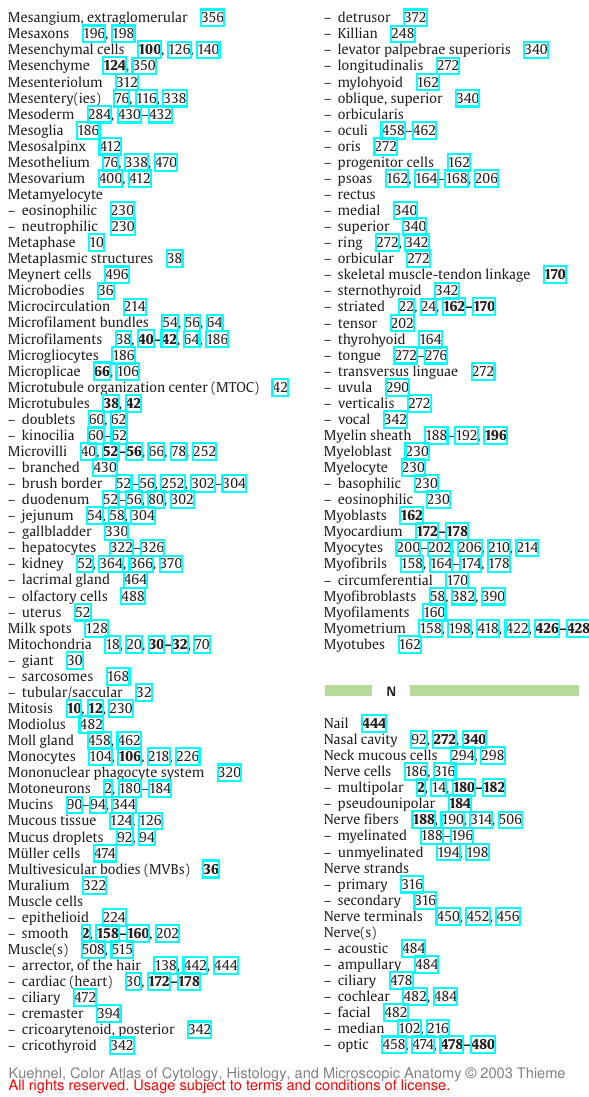 Mesangium, extraglomerular 356
Mesaxons 196, 198
Mesenchymal cells 100, 126, 140
Mesenchyme 124, 350
Mesenteriolum 312
Mesentery(ies) 76, 116, 338
Mesoderm 284, 430–432
Mesoglia 186
Mesosalpinx 412
Mesothelium 76, 338, 470
Mesovarium 400, 412
Metamyelocyte
– eosinophilic 230
– neutrophilic 230
Metaphase 10
Metaplasmic structures 38
Meynert cells 496
Microbodies 36
Microcirculation 214
Microfilament bundles 54, 56, 64
Microfilaments 38, 40–42, 64, 186
Microgliocytes 186
Microplicae 66, 106
Microtubule organization center (MTOC) 42
Microtubules 38, 42
– doublets 60, 62
– kinocilia 60–62
Microvilli 40, 52–56, 66, 78, 252
– branched 430
– brush border 52–56, 252, 302–304
– duodenum 52–56, 80, 302
– jejunum 54, 58, 304
– gallbladder 330
– hepatocytes 322–326
– kidney 52, 364, 366, 370
– lacrimal gland 464
– olfactory cells 488
– uterus 52
Milk spots 128
Mitochondria 18, 20, 30–32, 70
– giant 30
– sarcosomes 168
– tubular/saccular 32
Mitosis 10, 12, 230
Modiolus 482
Moll gland 458, 462
Monocytes 104, 106, 218, 226
Mononuclear phagocyte system 320
Motoneurons 2, 180–184
Mucins 90–94, 344
Mucous tissue 124, 126
Mucus droplets 92, 94
Müller cells 474
Multivesicular bodies (MVBs) 36
Muralium 322
Muscle cells
– epithelioid 224
– smooth 2, 158–160, 202
Muscle(s) 508, 515
– arrector, of the hair 138, 442, 444
– cardiac (heart) 30, 172–178
– ciliary 472
– cremaster 394
– cricoarytenoid, posterior 342
– cricothyroid 342
– detrusor 372
– Killian 248
– levator palpebrae superioris 340
– longitudinalis 272
– mylohyoid 162
– oblique, superior 340
– orbicularis
– oculi 458–462
– oris 272
– progenitor cells 162
– psoas 162, 164–168, 206
– rectus
– medial 340
– superior 340
– ring 272, 342
– orbicular 272
– skeletal muscle-tendon linkage 170
– sternothyroid 342
– striated 22, 24, 162–170
– tensor 202
– thyrohyoid 164
– tongue 272–276
– transversus linguae 272
– uvula 290
– verticalis 272
– vocal 342
Myelin sheath 188–192, 196
Myeloblast 230
Myelocyte 230
– basophilic 230
– eosinophilic 230
Myoblasts 162
Myocardium 172–178
Myocytes 200–202, 206, 210, 214
Myofibrils 158, 164–174, 178
– circumferential 170
Myofibroblasts 58, 382, 390
Myofilaments 160
Myometrium 158, 198, 418, 422, 426–428
Myotubes 162
N
Nail 444
Nasal cavity 92, 272, 340
Neck mucous cells 294, 298
Nerve cells 186, 316
– multipolar 2, 14, 180–182
– pseudounipolar 184
Nerve fibers 188, 190, 314, 506
– myelinated 188–196
– unmyelinated 194, 198
Nerve strands
– primary 316
– secondary 316
Nerve terminals 450, 452, 456
Nerve(s)
– acoustic 484
– ampullary 484
– ciliary 478
– cochlear 482, 484
– facial 482
– median 102, 216
– optic 458, 474, 478–480
Kuehnel, Color Atlas of Cytology, Histology, and Microscopic Anatomy © 2003 Thieme
All rights reserved. Usage subject to terms and conditions of license.